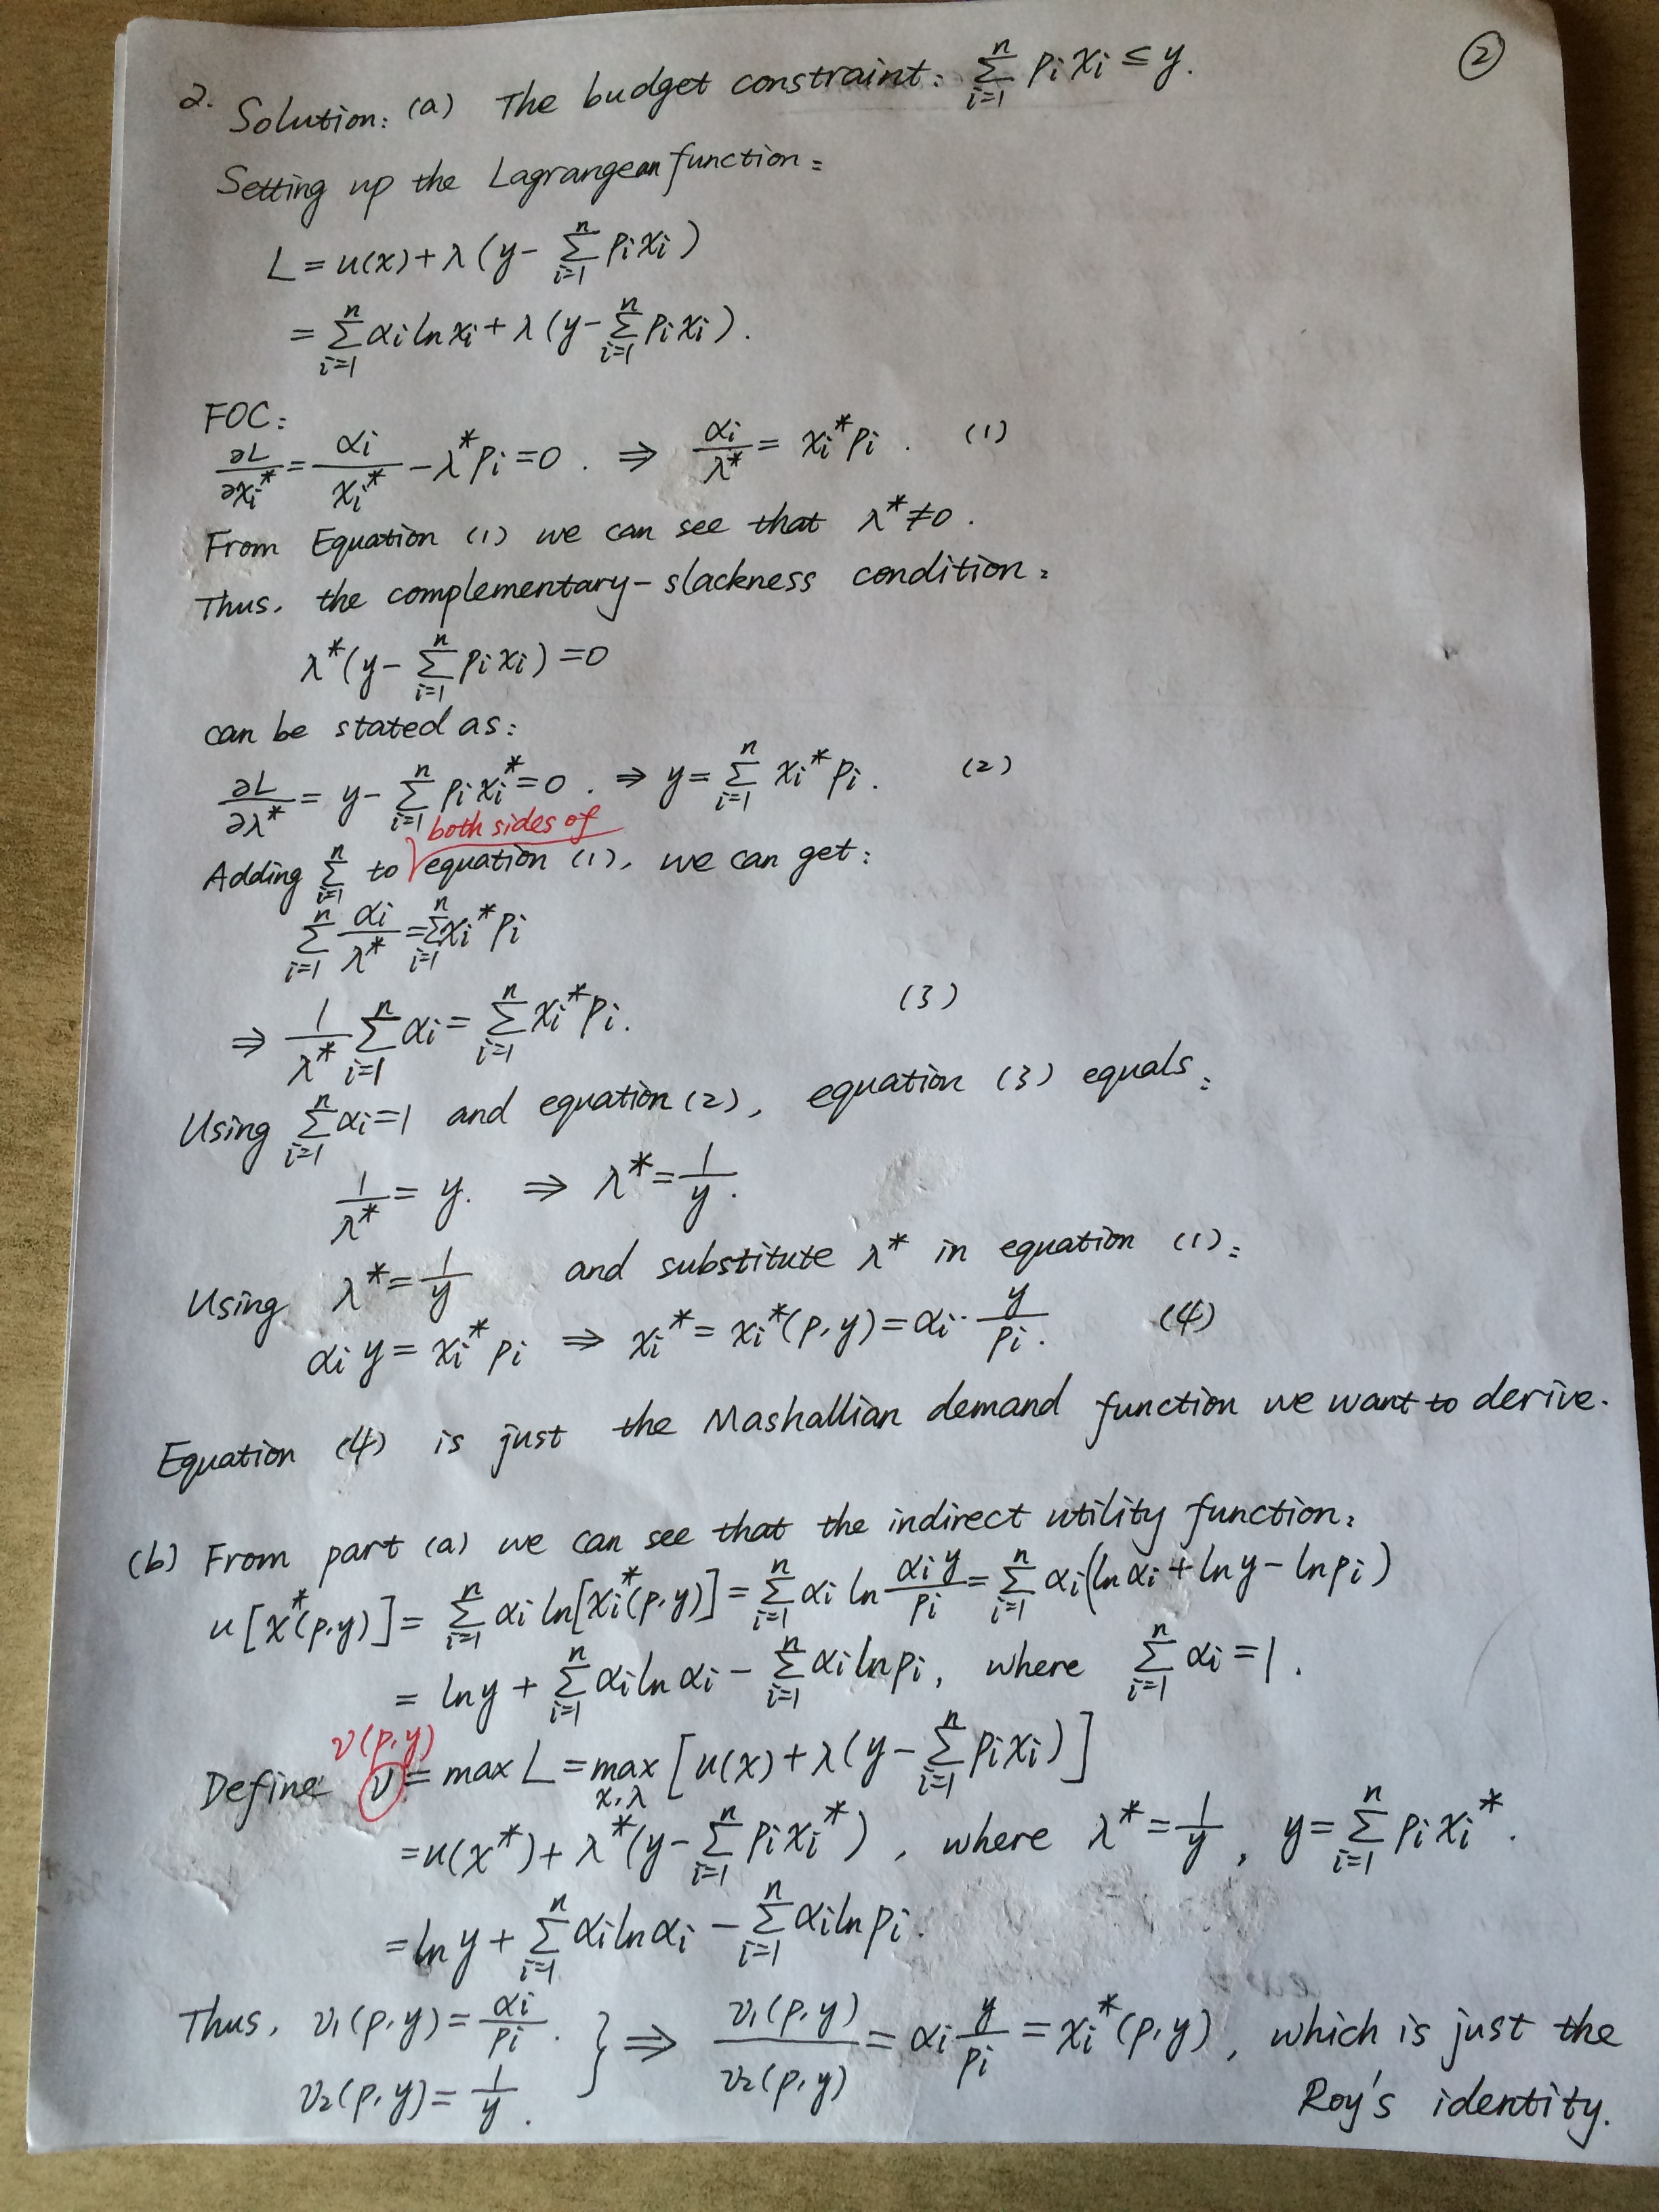 ②
2. Solution: (a) The budget constraint: $\sum_{i=1}^{n} p_i x_i \le y$.
Setting up the Lagrangean function:
$L = u(x) + \lambda (y - \sum_{i=1}^{n} p_i x_i)$
$= \sum_{i=1}^{n} \alpha_i \ln x_i + \lambda (y - \sum_{i=1}^{n} p_i x_i)$.
FOC:
$\frac{\partial L}{\partial x_i^*} = \frac{\alpha_i}{x_i^*} - \lambda^* p_i = 0. \Rightarrow \frac{\alpha_i}{\lambda^*} = x_i^* p_i.$ (1)
From Equation (1) we can see that $\lambda^* \ne 0$.
Thus, the complementary-slackness condition:
$\lambda^* (y - \sum_{i=1}^{n} p_i x_i) = 0$
can be stated as:
$\frac{\partial L}{\partial \lambda^*} = y - \sum_{i=1}^{n} p_i x_i^* = 0. \Rightarrow y = \sum_{i=1}^{n} x_i^* p_i.$ (2)
both sides of
Adding $\sum_{i=1}^{n}$ to equation (1), we can get:
$\sum_{i=1}^{n} \frac{\alpha_i}{\lambda^*} = \sum_{i=1}^{n} x_i^* p_i$
$\Rightarrow \frac{1}{\lambda^*} \sum_{i=1}^{n} \alpha_i = \sum_{i=1}^{n} x_i^* p_i.$ (3)
Using $\sum_{i=1}^{n} \alpha_i = 1$ and equation (2), equation (3) equals:
$\frac{1}{\lambda^*} = y. \Rightarrow \lambda^* = \frac{1}{y}.$
Using $\lambda^* = \frac{1}{y}$ and substitute $\lambda^*$ in equation (1):
$\alpha_i y = x_i^* p_i \Rightarrow x_i^* = x_i^*(p,y) = \alpha_i \cdot \frac{y}{p_i}.$ (4)
Equation (4) is just the Mashallian demand function we want to derive.
(b) From part (a) we can see that the indirect utility function:
$u[x^*(p,y)] = \sum_{i=1}^{n} \alpha_i \ln[x_i^*(p,y)] = \sum_{i=1}^{n} \alpha_i \ln \frac{\alpha_i y}{p_i} = \sum_{i=1}^{n} \alpha_i (\ln \alpha_i + \ln y - \ln p_i)$
$= \ln y + \sum_{i=1}^{n} \alpha_i \ln \alpha_i - \sum_{i=1}^{n} \alpha_i \ln p_i$, where $\sum_{i=1}^{n} \alpha_i = 1$.
$v(p,y)$
Define $v = \max L = \max_{x,\lambda} [u(x) + \lambda (y - \sum_{i=1}^{n} p_i x_i)]$
$= u(x^*) + \lambda^* (y - \sum_{i=1}^{n} p_i x_i^*)$, where $\lambda^* = \frac{1}{y}$, $y = \sum_{i=1}^{n} p_i x_i^*$.
$= \ln y + \sum_{i=1}^{n} \alpha_i \ln \alpha_i - \sum_{i=1}^{n} \alpha_i \ln p_i.$
Thus, $v_1(p,y) = \frac{\alpha_i}{p_i}.$ $\} \Rightarrow \frac{v_1(p,y)}{v_2(p,y)} = \alpha_i \frac{y}{p_i} = x_i^*(p,y)$, which is just the
$v_2(p,y) = \frac{1}{y}.$ Roy's identity.